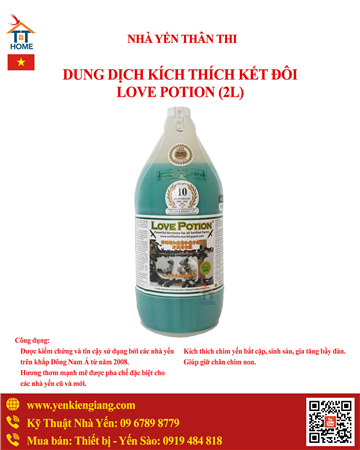 TT
HOME
NHÀ YẾN THÂN THI
DUNG DỊCH KÍCH THÍCH KẾT ĐÔI
LOVE POTION (2L)
10
LOVE POTION
Công dụng:
Được kiểm chứng và tin cậy sử dụng bởi các nhà yến
trên khắp Đông Nam Á từ năm 2008.
Hương thơm mạnh mẽ được pha chế đặc biệt cho
các nhà yến cũ và mới.
Kích thích chim yến bắt cặp, sinh sản, gia tăng bầy đàn.
Giúp giữ chân chim non.
www.yenkiengiang.com
Kỹ Thuật Nhà Yến: 09 6789 8779
Mua bán: Thiết bị - Yến Sào: 0919 484 818